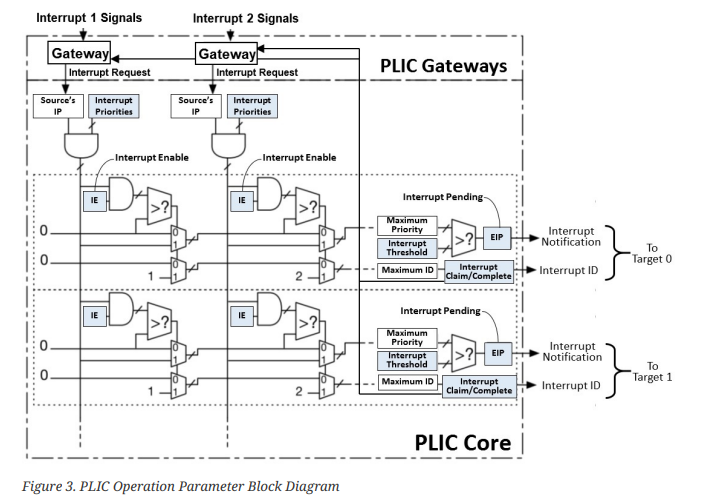 Interrupt 1 Signals
Interrupt 2 Signals
Gateway
Gateway
PLIC Gateways
Interrupt Request
Interrupt Request
Source's
IP
Interrupt
Priorities
Source's
IP
Interrupt
Priorities
Interrupt Enable
Interrupt Enable
IE
>?
IE
>?
Interrupt Pending
0
0
1
0
1
Maximum
Priority
Interrupt
Threshold
>?
EIP
Interrupt
Notification
0
0
1
1
0
1
2
Maximum ID
Interrupt
Claim/Complete
Interrupt ID
To
Target 0
IE
>?
IE
>?
Interrupt Pending
0
0
1
0
1
Maximum
Priority
Interrupt
Threshold
>?
EIP
Interrupt
Notification
0
0
1
1
0
1
2
Maximum ID
Interrupt
Claim/Complete
Interrupt ID
To
Target 1
PLIC Core
Figure 3. PLIC Operation Parameter Block Diagram